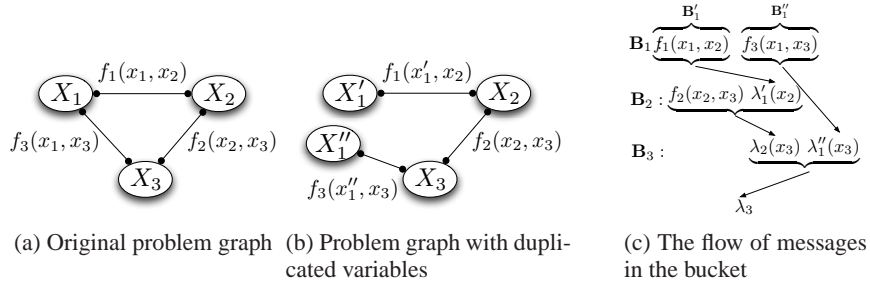 f₁(x₁, x₂)
X₁ X₂
f₃(x₁, x₃) f₂(x₂, x₃)
X₃
(a) Original problem graph
f₁(x′₁, x₂)
X′₁ X₂
X″₁ f₂(x₂, x₃)
f₃(x″₁, x₃) X₃
(b) Problem graph with dupli-
cated variables
B′₁ B″₁
B₁ f₁(x₁, x₂) f₃(x₁, x₃)
B₂ : f₂(x₂, x₃) λ′₁(x₂)
B₃ : λ₂(x₃) λ″₁(x₃)
λ₃
(c) The flow of messages
in the bucket